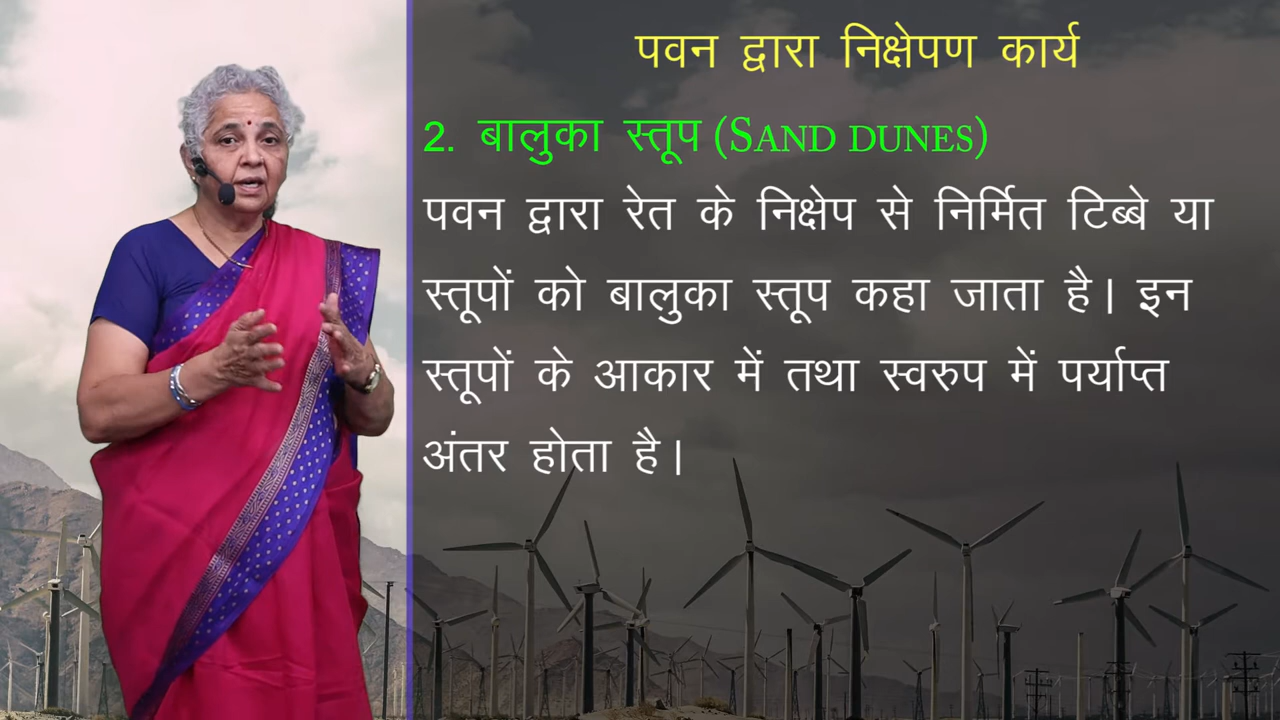 पवन द्वारा निक्षेपण कार्य
2. बालुका स्तूप (SAND DUNES)
पवन द्वारा रेत के निक्षेप से निर्मित टिब्बे या
स्तूपों को बालुका स्तूप कहा जाता है। इन
स्तूपों के आकार में तथा स्वरुप में पर्याप्त
अंतर होता है।